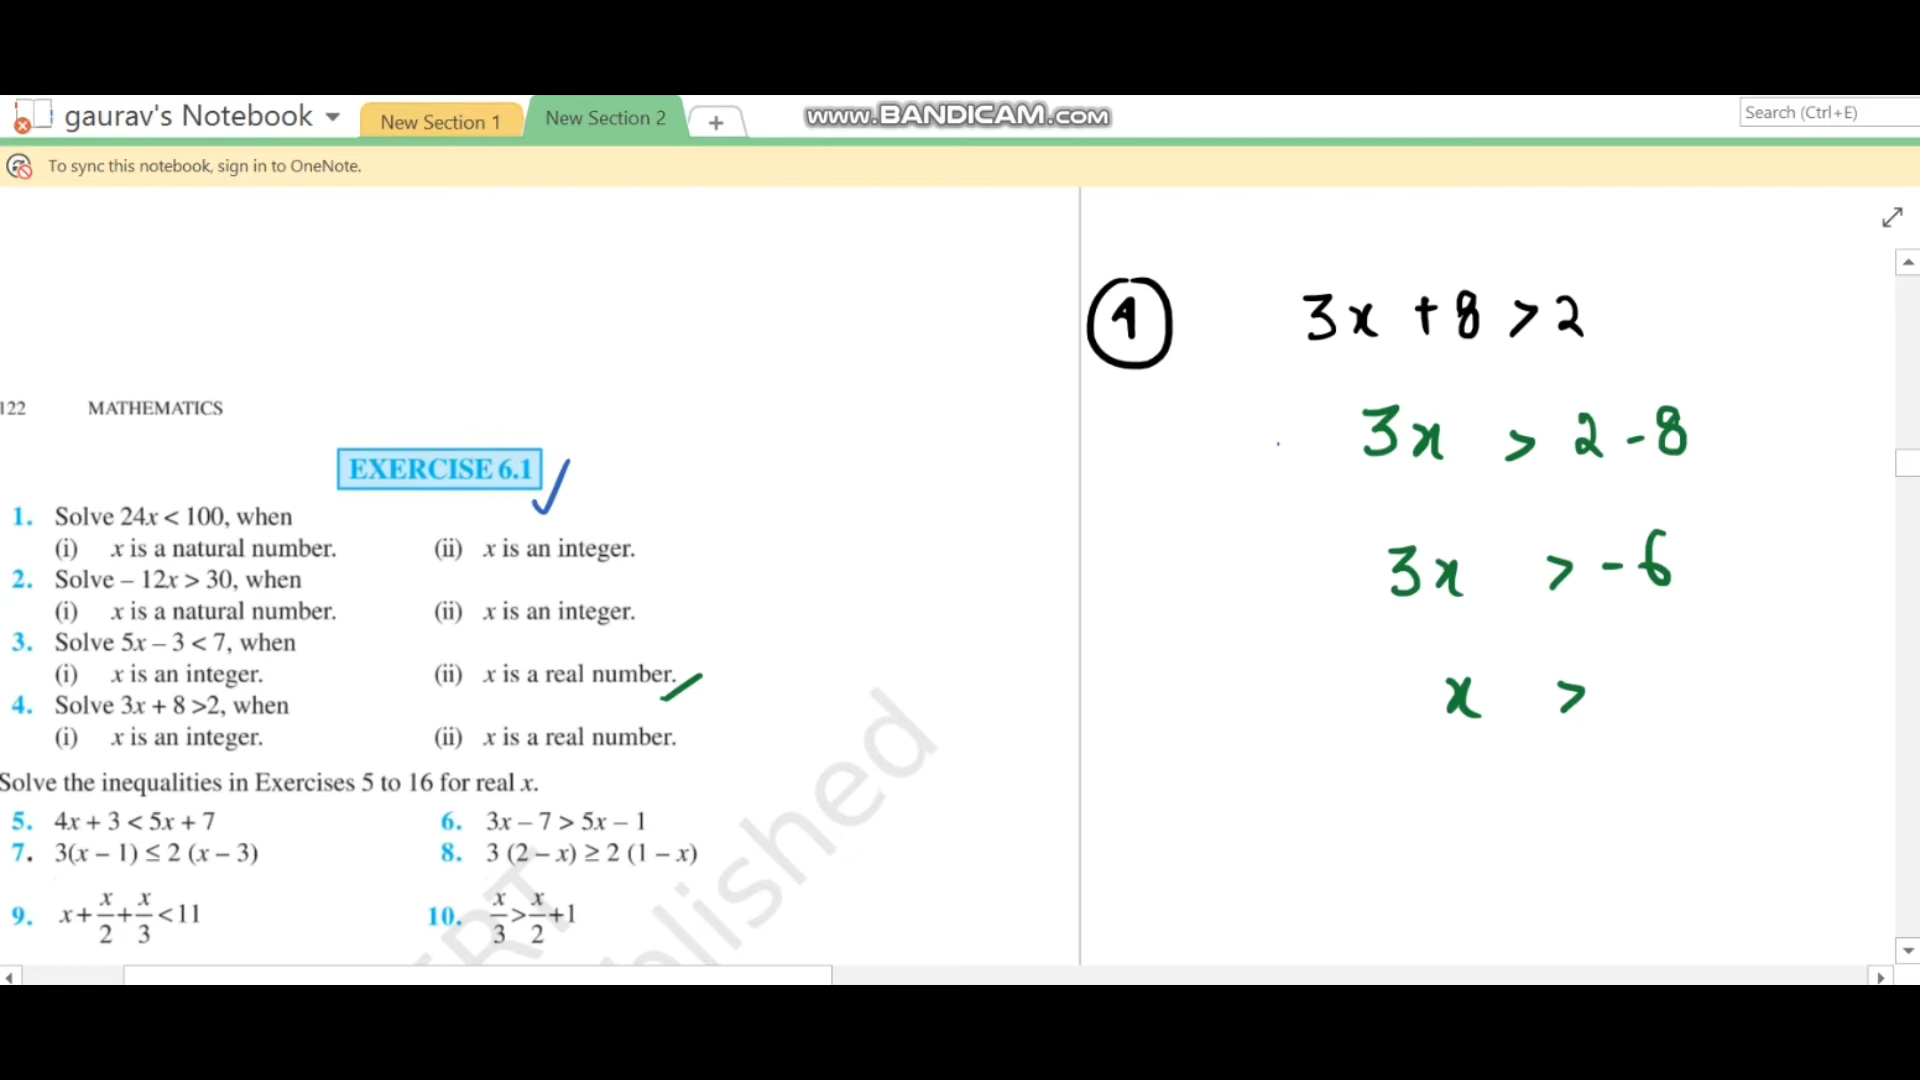 gaurav's Notebook
New Section 1
New Section 2
+
www.BANDICAM.com
Search (Ctrl+E)
To sync this notebook, sign in to OneNote.
122 MATHEMATICS
EXERCISE 6.1
1. Solve 24x < 100, when
(i) x is a natural number. (ii) x is an integer.
2. Solve – 12x > 30, when
(i) x is a natural number. (ii) x is an integer.
3. Solve 5x – 3 < 7, when
(i) x is an integer. (ii) x is a real number.
4. Solve 3x + 8 >2, when
(i) x is an integer. (ii) x is a real number.
Solve the inequalities in Exercises 5 to 16 for real x.
5. 4x + 3 < 5x + 7 6. 3x – 7 > 5x – 1
7. 3(x – 1) ≤ 2 (x – 3) 8. 3 (2 – x) ≥ 2 (1 – x)
9. x + x/2 + x/3 < 11 10. x/3 > x/2 + 1
4 3x + 8 > 2
3x > 2 - 8
3x > - 6
x >